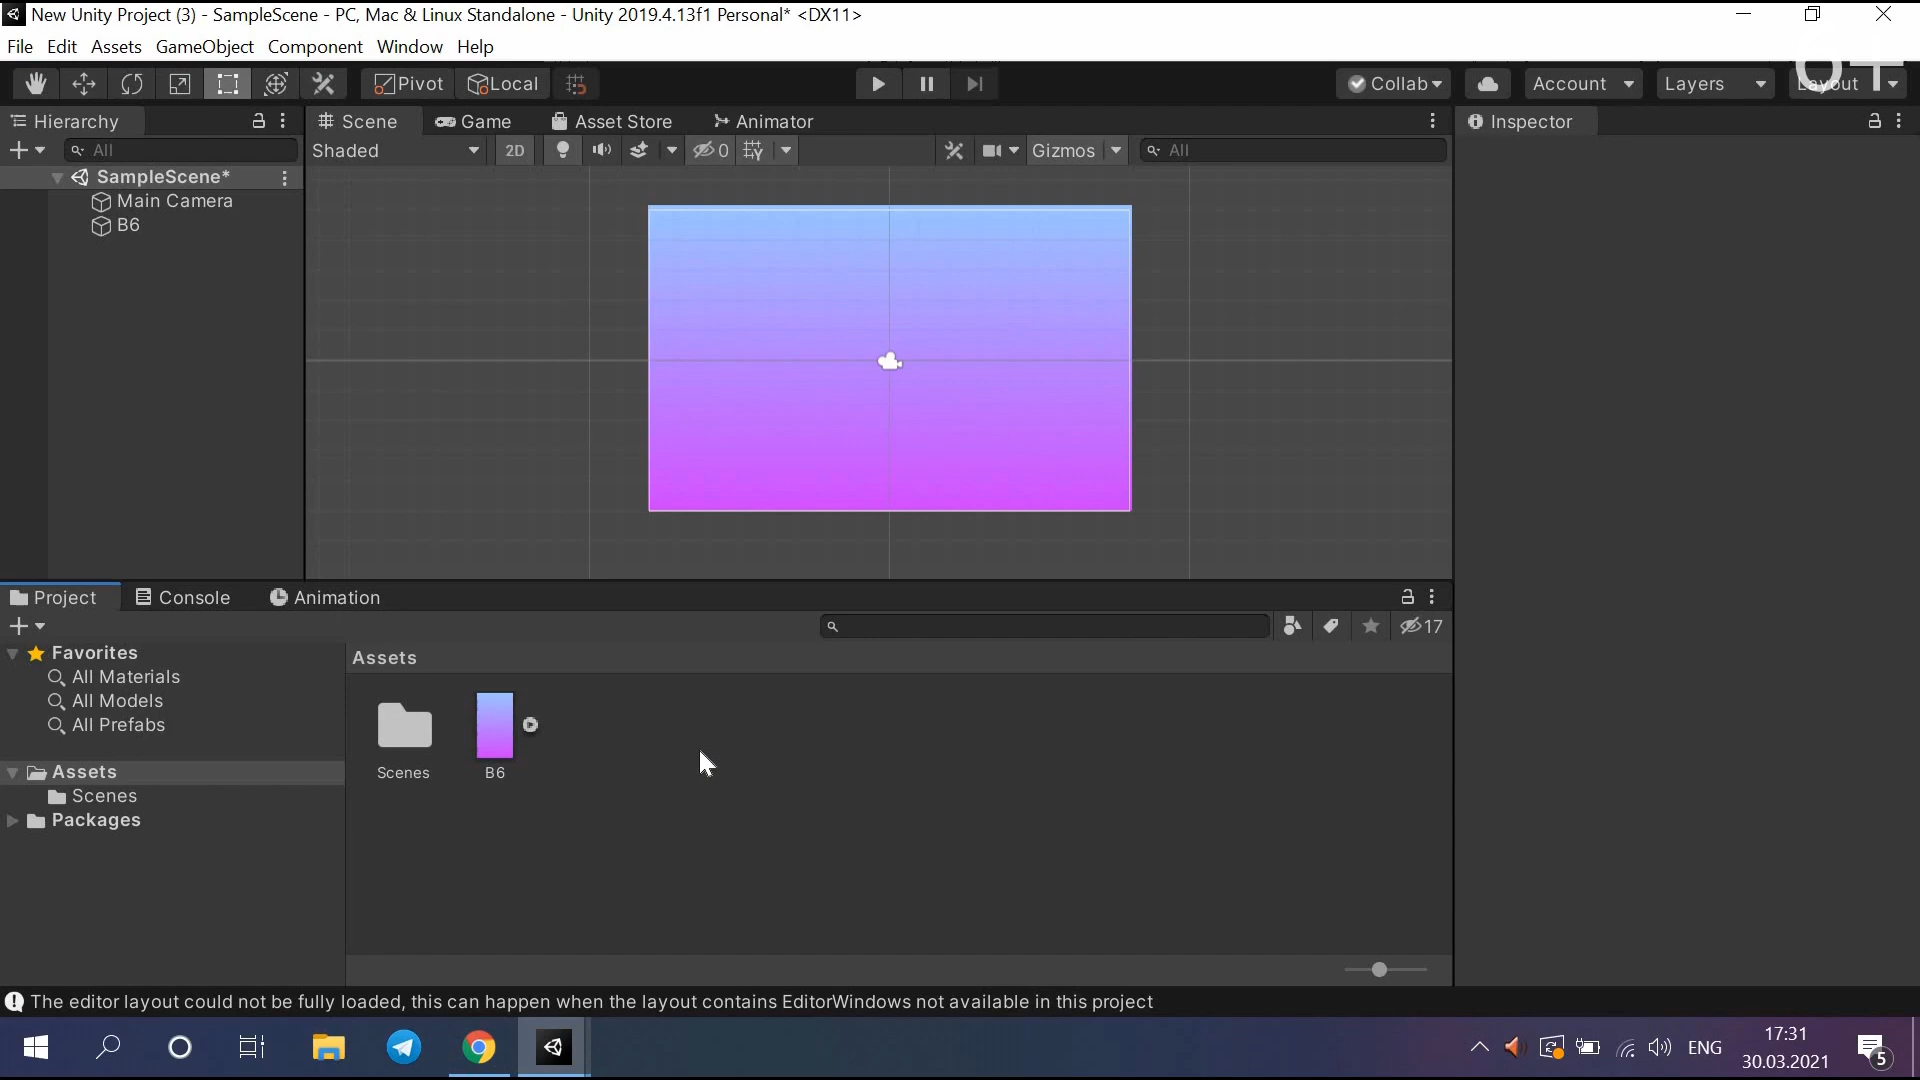 New Unity Project (3) - SampleScene - PC, Mac & Linux Standalone - Unity 2019.4.13f1 Personal* <DX11>
File Edit Assets GameObject Component Window Help
Pivot Local Collab Account Layers Layout
Hierarchy Scene Game Asset Store Animator Inspector
All Shaded 2D 0 Gizmos All
SampleScene*
Main Camera
B6
Project Console Animation
17
Favorites
All Materials
All Models
All Prefabs
Assets
Scenes
Packages
Assets
Scenes B6
The editor layout could not be fully loaded, this can happen when the layout contains EditorWindows not available in this project
ENG
17:31
30.03.2021
5